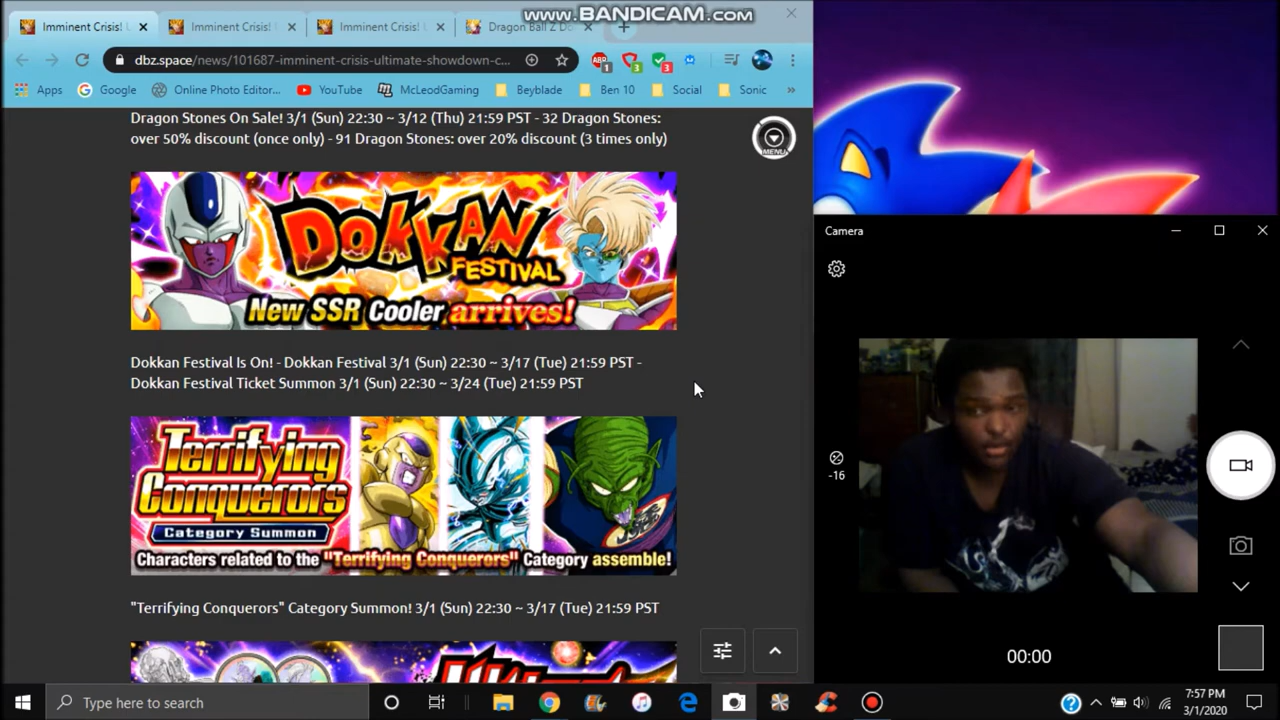 www.BANDICAM.com
Imminent Crisis! U
Imminent Crisis!
Imminent Crisis!
Dragon Ball Z Do
dbz.space/news/101687-imminent-crisis-ultimate-showdown-c...
ABP
1
3
3
Apps
Google
Online Photo Editor...
YouTube
McLeodGaming
Beyblade
Ben 10
Social
Sonic
»
Dragon Stones On Sale! 3/1 (Sun) 22:30 ~ 3/12 (Thu) 21:59 PST - 32 Dragon Stones:
over 50% discount (once only) - 91 Dragon Stones: over 20% discount (3 times only)
MENU
DOKKAN
FESTIVAL
New SSR Cooler arrives!
Dokkan Festival Is On! - Dokkan Festival 3/1 (Sun) 22:30 ~ 3/17 (Tue) 21:59 PST -
Dokkan Festival Ticket Summon 3/1 (Sun) 22:30 ~ 3/24 (Tue) 21:59 PST
Terrifying
Conquerors
Category Summon
Characters related to the "Terrifying Conquerors" Category assemble!
"Terrifying Conquerors" Category Summon! 3/1 (Sun) 22:30 ~ 3/17 (Tue) 21:59 PST
Camera
-16
00:00
Type here to search
7:57 PM
3/1/2020